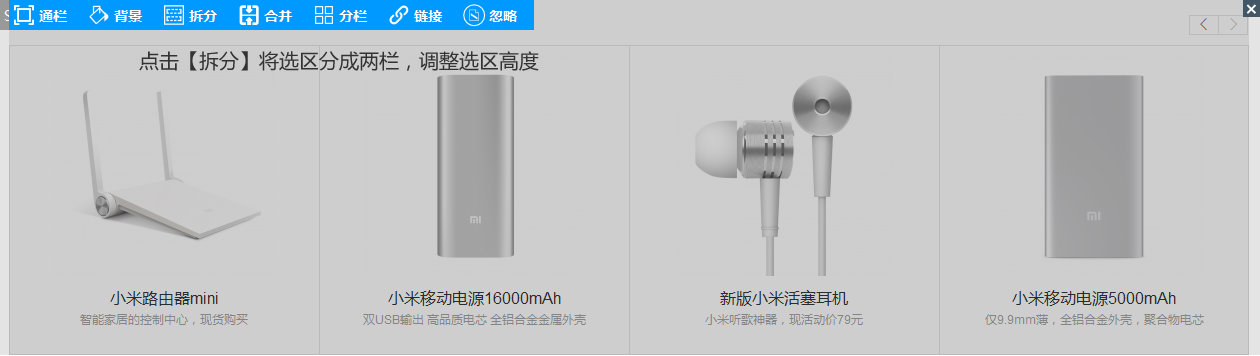 S
通栏 背景 拆分 合并 分栏 链接 忽略
点击【拆分】将选区分成两栏，调整选区高度
mi
mi
小米路由器mini
智能家居的控制中心，现货购买
小米移动电源16000mAh
双USB输出 高品质电芯 全铝合金金属外壳
新版小米活塞耳机
小米听歌神器，现活动价79元
小米移动电源5000mAh
仅9.9mm薄，全铝合金外壳，聚合物电芯